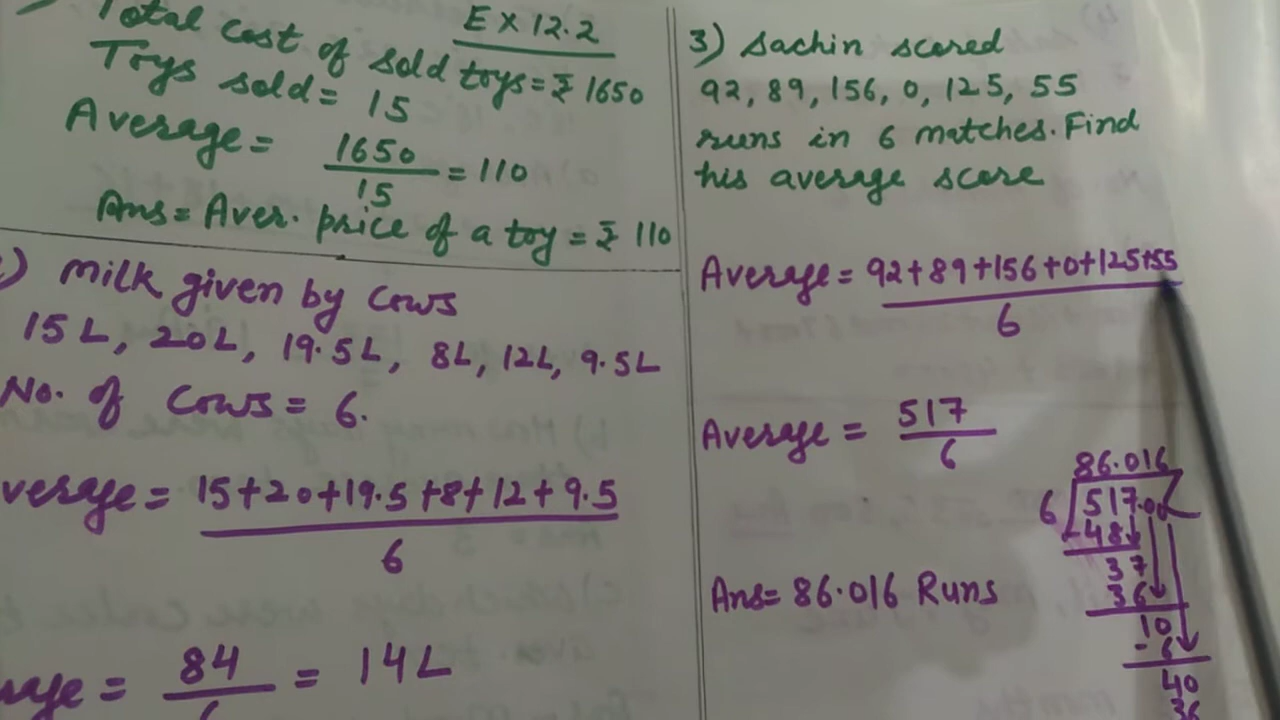 Ex 12.2
Total cost of sold toys = ₹ 1650
Toys sold = 15
Average = 1650/15 = 110
Ans = Aver. price of a toy = ₹ 110
) Milk given by Cows
15 L, 20L, 19.5L, 8L, 12L, 9.5L
No. of Cows = 6.
verage = 15+20+19.5+8+12+9.5
6
rage = 84/6 = 14L
3) Sachin scored
92, 89, 156, 0, 125, 55
runs in 6 matches. Find
his average score
Average = 92+89+156+0+125+55
6
Average = 517
6
86.016
6 517.0
-48
37
36
10
-6
40
36
Ans = 86.016 Runs